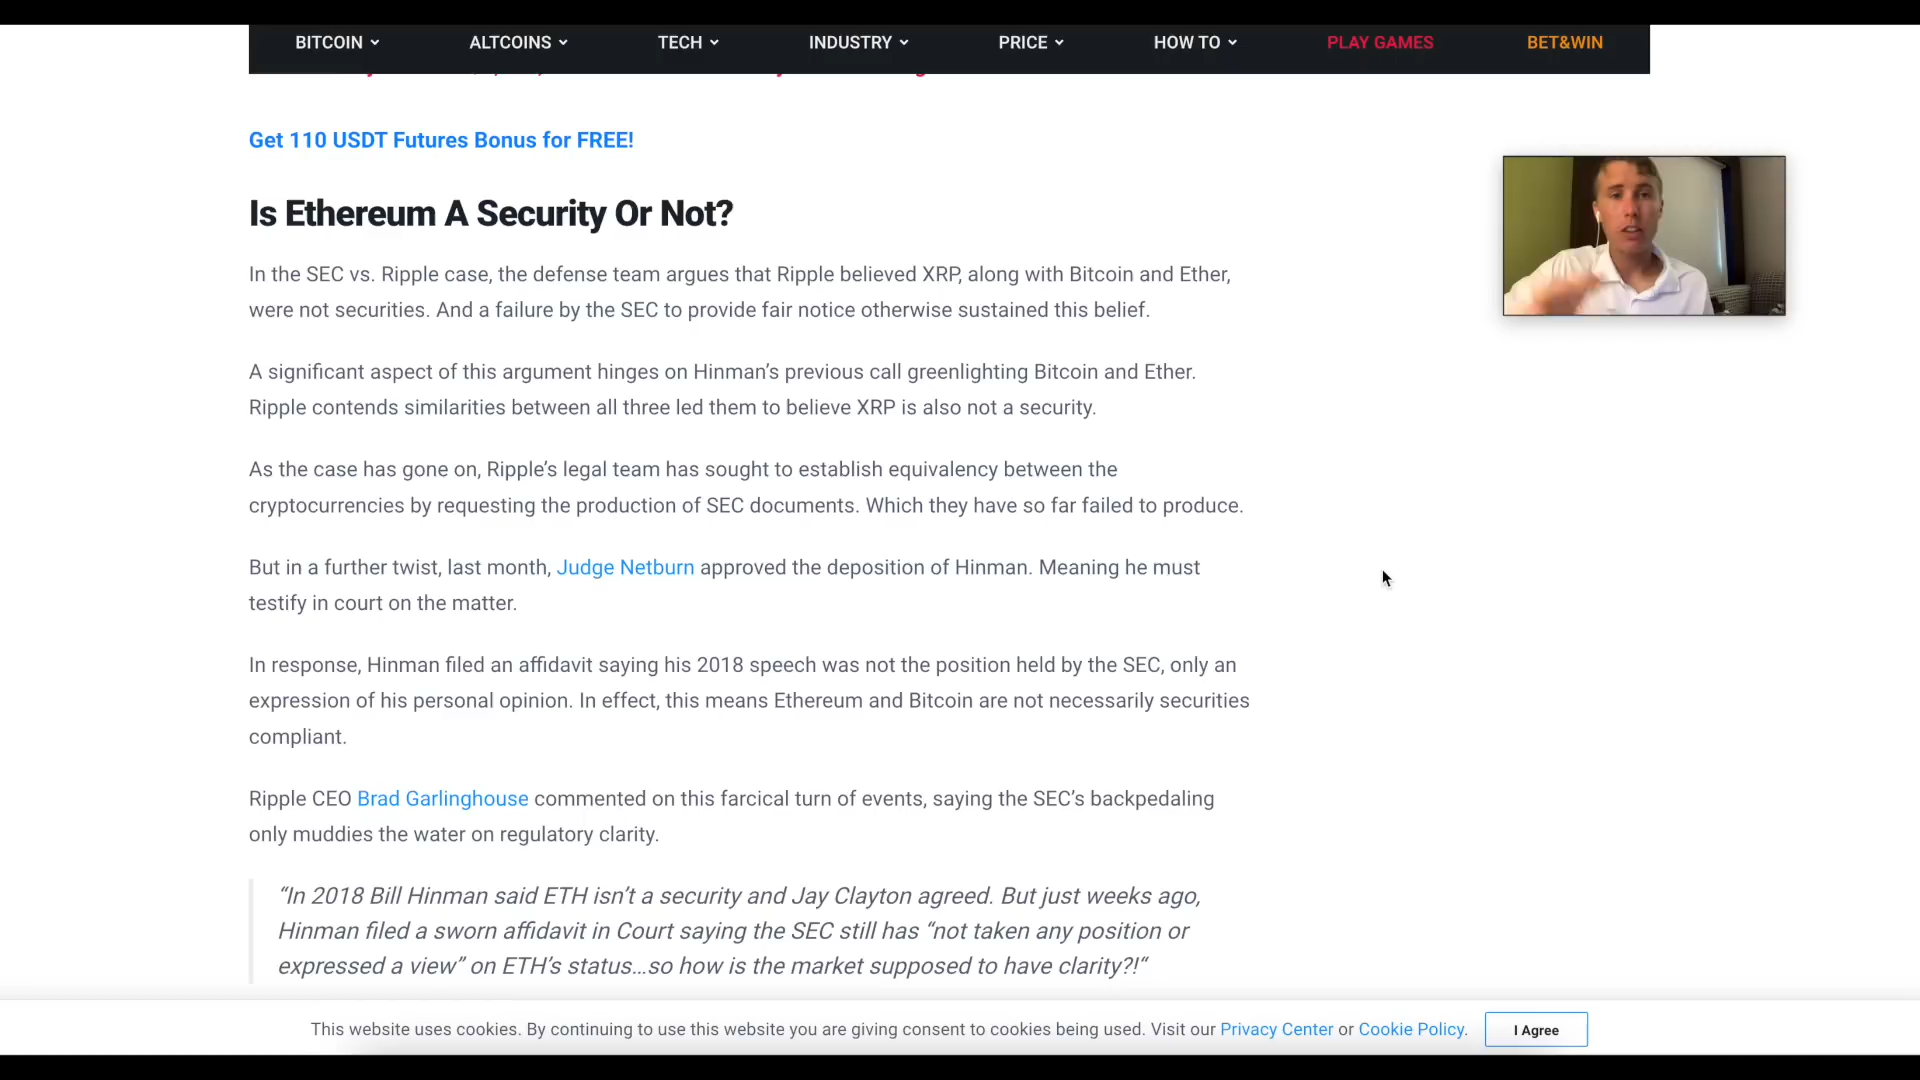 BITCOIN
ALTCOINS
TECH
INDUSTRY
PRICE
HOW TO
PLAY GAMES
BET&WIN
Get 110 USDT Futures Bonus for FREE!
Is Ethereum A Security Or Not?
In the SEC vs. Ripple case, the defense team argues that Ripple believed XRP, along with Bitcoin and Ether,
were not securities. And a failure by the SEC to provide fair notice otherwise sustained this belief.
A significant aspect of this argument hinges on Hinman’s previous call greenlighting Bitcoin and Ether.
Ripple contends similarities between all three led them to believe XRP is also not a security.
As the case has gone on, Ripple’s legal team has sought to establish equivalency between the
cryptocurrencies by requesting the production of SEC documents. Which they have so far failed to produce.
But in a further twist, last month, Judge Netburn approved the deposition of Hinman. Meaning he must
testify in court on the matter.
In response, Hinman filed an affidavit saying his 2018 speech was not the position held by the SEC, only an
expression of his personal opinion. In effect, this means Ethereum and Bitcoin are not necessarily securities
compliant.
Ripple CEO Brad Garlinghouse commented on this farcical turn of events, saying the SEC’s backpedaling
only muddies the water on regulatory clarity.
“In 2018 Bill Hinman said ETH isn’t a security and Jay Clayton agreed. But just weeks ago,
Hinman filed a sworn affidavit in Court saying the SEC still has “not taken any position or
expressed a view” on ETH’s status…so how is the market supposed to have clarity?!“
This website uses cookies. By continuing to use this website you are giving consent to cookies being used. Visit our Privacy Center or Cookie Policy.
I Agree